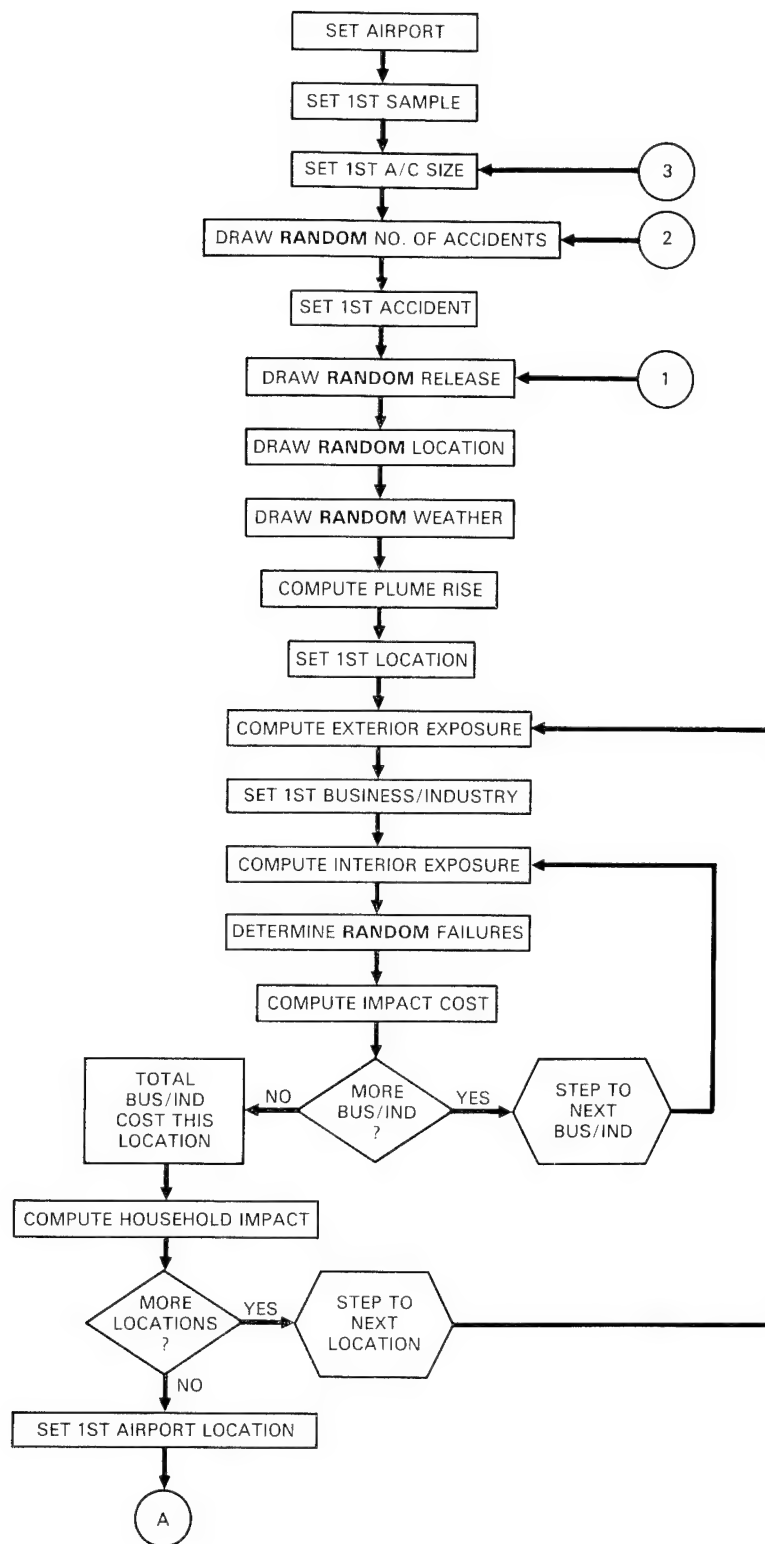 SET AIRPORT
SET 1ST SAMPLE
SET 1ST A/C SIZE
3
DRAW RANDOM NO. OF ACCIDENTS
2
SET 1ST ACCIDENT
DRAW RANDOM RELEASE
1
DRAW RANDOM LOCATION
DRAW RANDOM WEATHER
COMPUTE PLUME RISE
SET 1ST LOCATION
COMPUTE EXTERIOR EXPOSURE
SET 1ST BUSINESS/INDUSTRY
COMPUTE INTERIOR EXPOSURE
DETERMINE RANDOM FAILURES
COMPUTE IMPACT COST
MORE
BUS/IND
?
NO
YES
TOTAL
BUS/IND
COST THIS
LOCATION
STEP TO
NEXT
BUS/IND
COMPUTE HOUSEHOLD IMPACT
MORE
LOCATIONS
?
YES
STEP TO
NEXT
LOCATION
NO
SET 1ST AIRPORT LOCATION
A